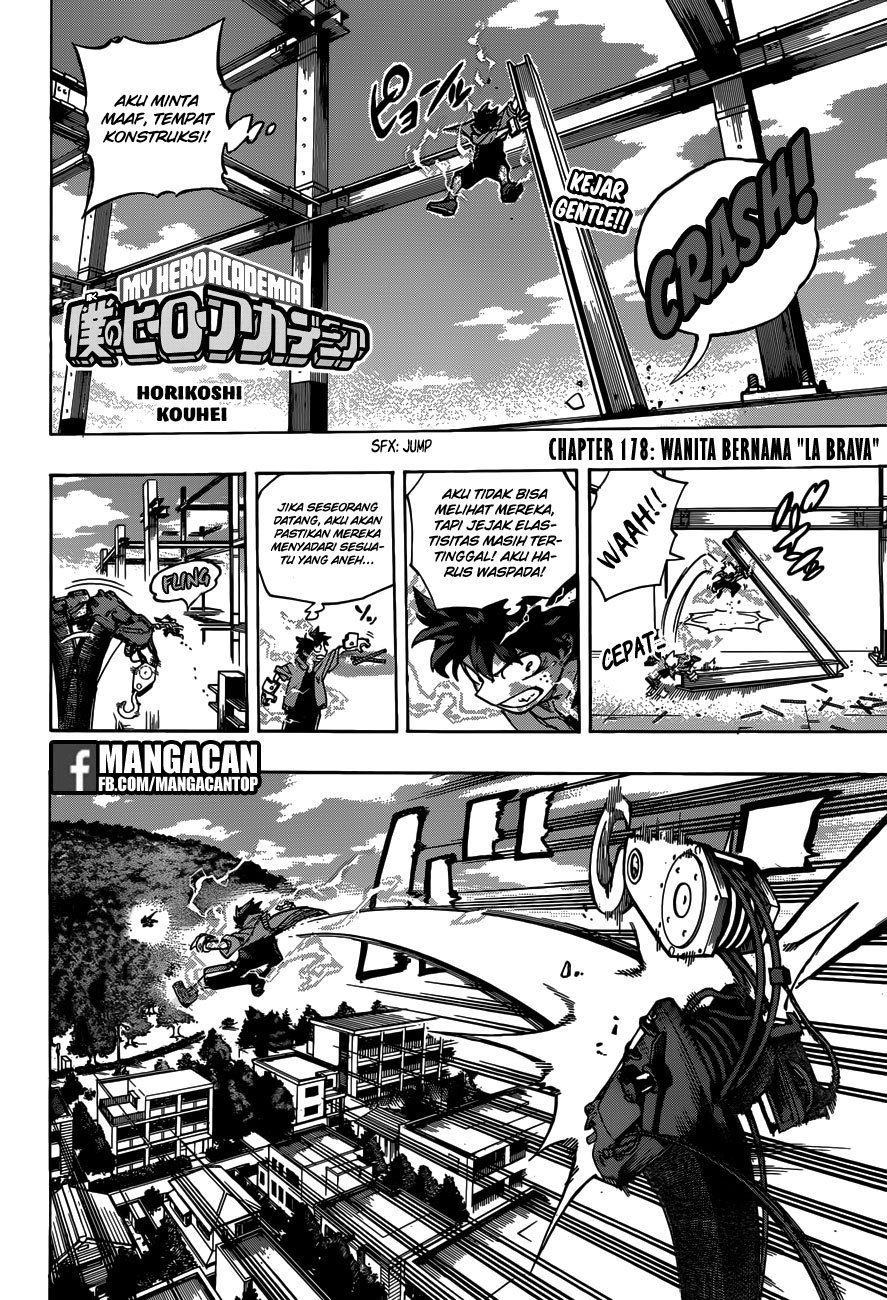 AKU MINTA
MAAF, TEMPAT
KONSTRUKSI!
ピョーン
KEJAR
GENTLE!!
CRASH!
MY HERO ACADEMIA
僕のヒーローアカデミア
HORIKOSHI
KOUHEI
SFX: JUMP
CHAPTER 178: WANITA BERNAMA "LA BRAVA"
FLING
JIKA SESEORANG
DATANG, AKU AKAN
PASTIKAN MEREKA
MENYADARI SESUA-
TU YANG ANEH...
AKU TIDAK BISA
MELIHAT MEREKA,
TAPI JEJAK ELAS-
TISITAS MASIH TER-
TINGGAL! AKU HA-
RUS WASPADA!
WAAH!!
CEPAT
f MANGACAN
FB.COM/MANGACANTOP